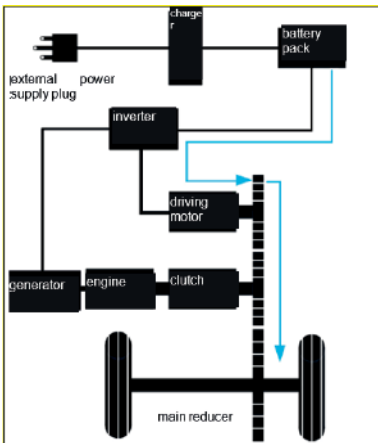 charge
r
battery
pack
external power
supply plug
inverter
driving
motor
generator
engine
clutch
main reducer